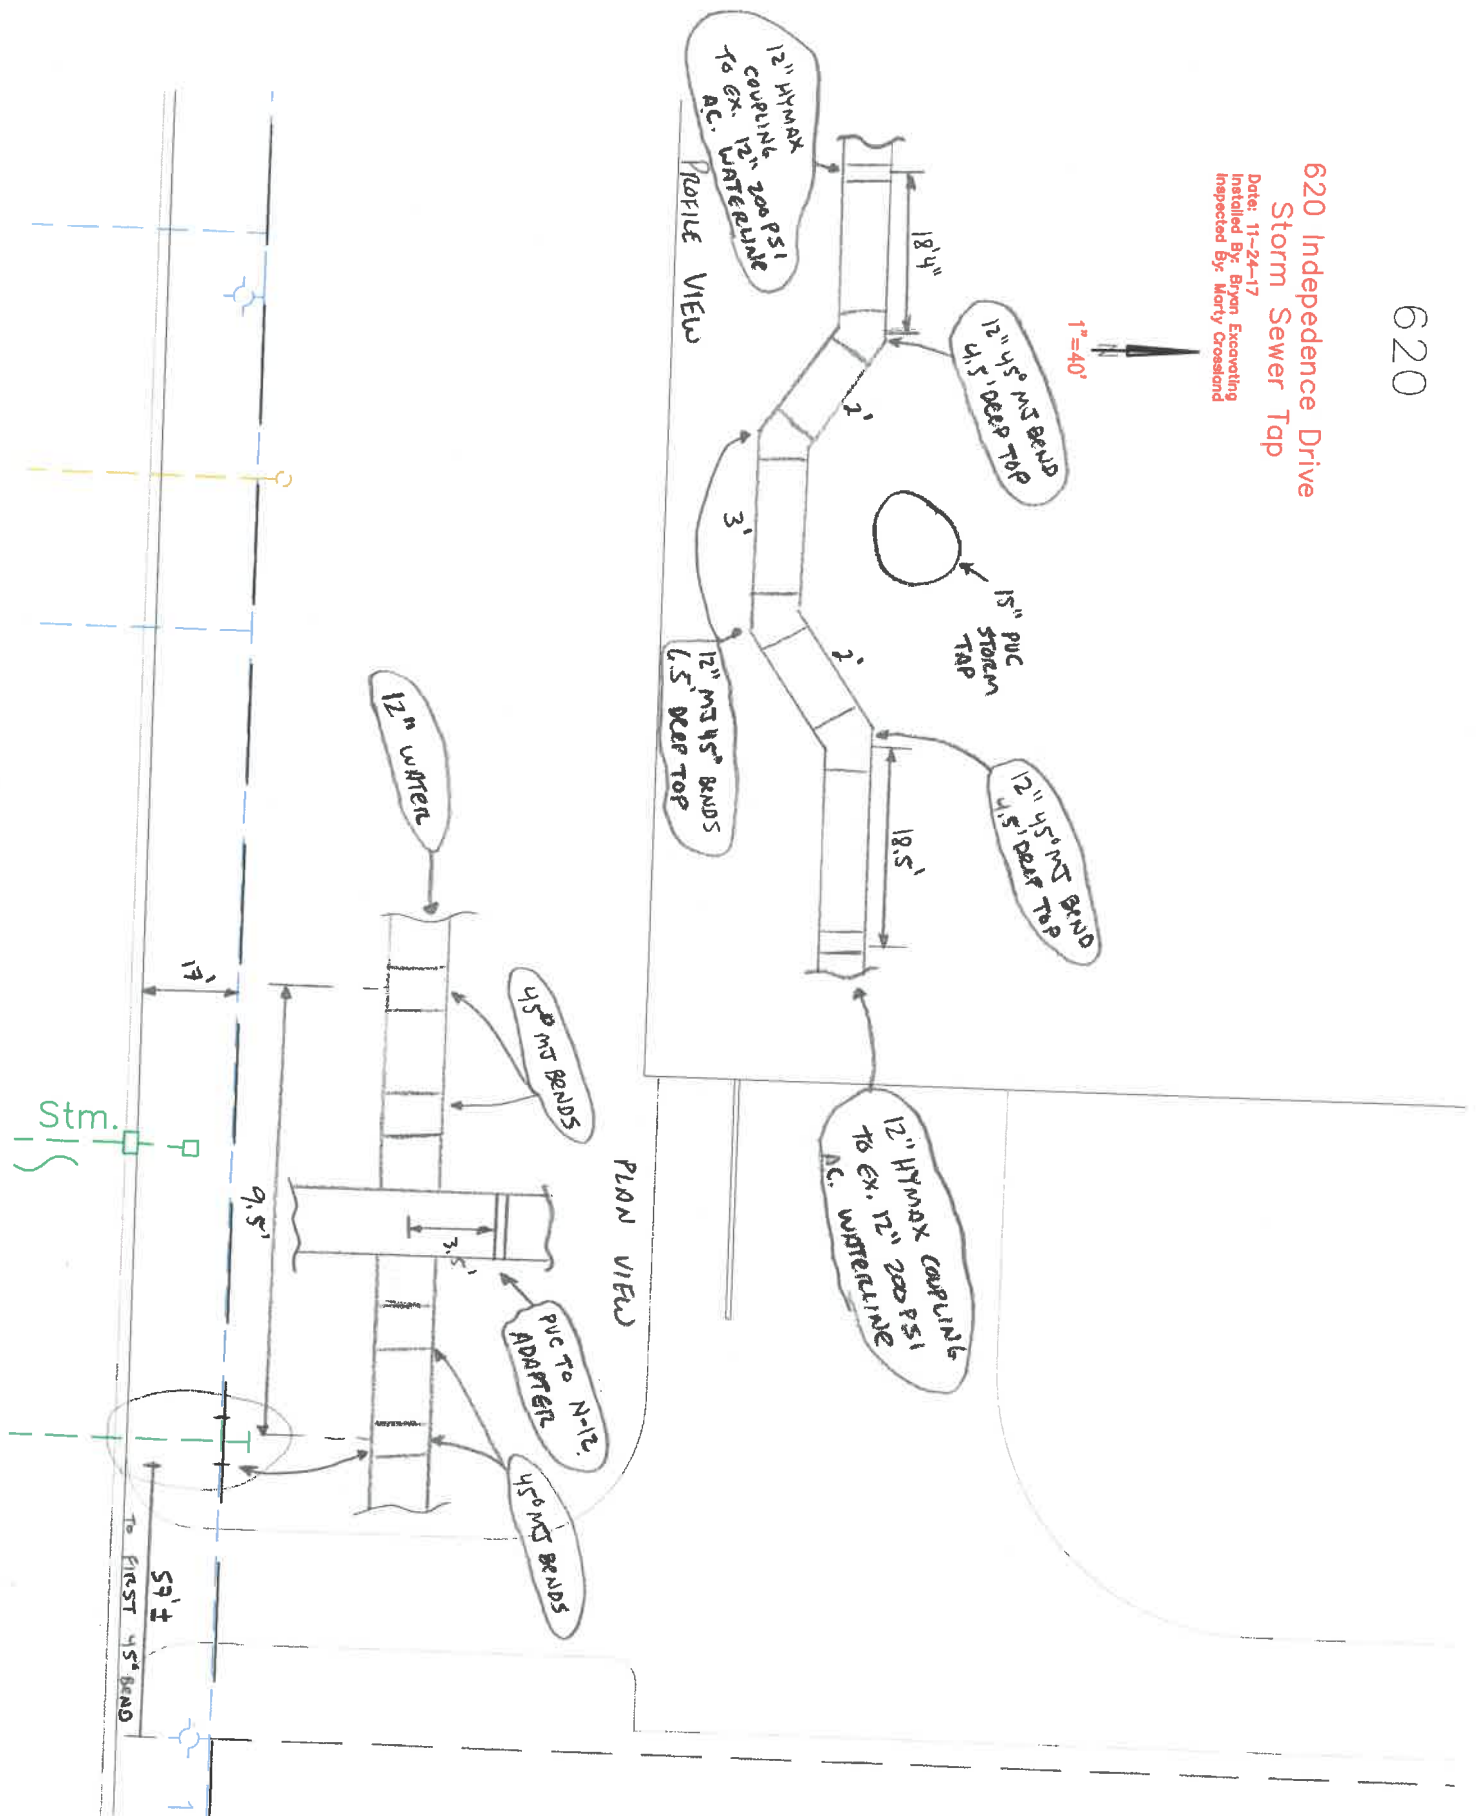 620
620 Indepedence Drive
Storm Sewer Tap
Date: 11-24-17
Installed By: Bryan Excavating
Inspected By: Marty Crossland
1"=40'
N
12" HYMAX
COUPLING
TO EX. 12" 200 PSI
A.C. WATERLINE
18'4"
12" 45° MJ BEND
4.5' DEEP TOP
2'
15" PVC
STORM
TAP
3'
2'
12" MJ 45° BENDS
6.5' DEEP TOP
12" 45° MJ BEND
4.5' DEEP TOP
18.5'
12" HYMAX COUPLING
TO EX. 12" 200 PSI
A.C. WATERLINE
PROFILE VIEW
12" WATER
45° MJ BENDS
PLAN VIEW
3.5'
PVC TO N-12
ADAPTER
45° MJ BENDS
9.5'
17'
Stm.
57'±
TO FIRST 45° BEND
1